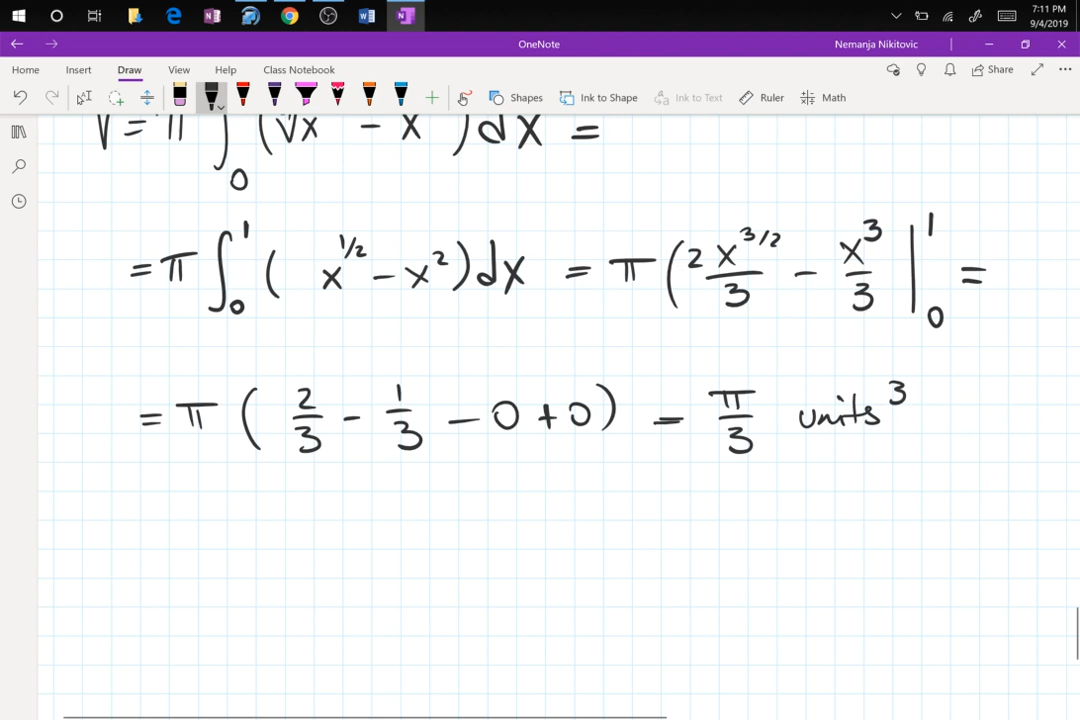 7:11 PM
9/4/2019
OneNote
Nemanja Nikitovic
Home Insert Draw View Help Class Notebook
Share
Shapes
Ink to Shape
Ink to Text
Ruler
Math
V = π ∫₀ ( x - x ) dx =
= π ∫₀¹ ( x^1/2 - x² ) dx = π ( 2x^3/2 / 3 - x³ / 3 |₀¹ =
= π ( 2/3 - 1/3 - 0 + 0 ) = π/3 units³